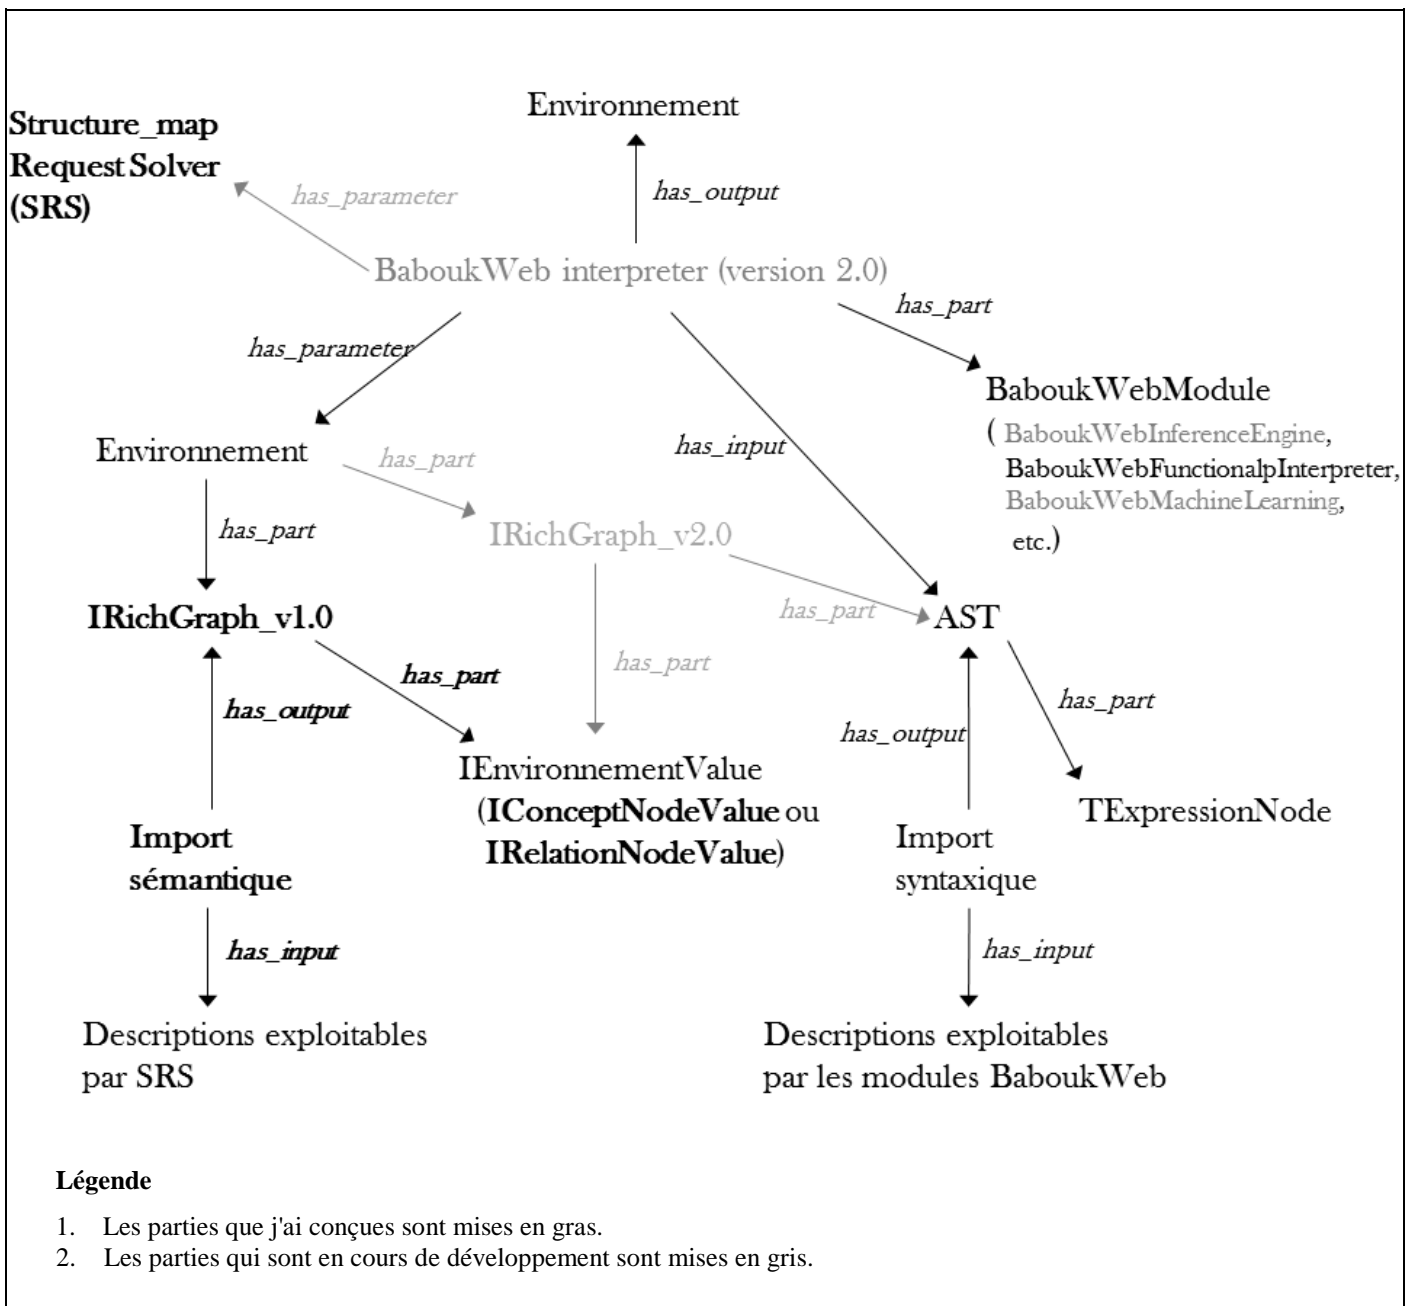 Environnement
Structure_map
Request Solver
(SRS)
has_parameter
has_output
BaboukWeb interpreter (version 2.0)
has_part
has_parameter
BaboukWebModule
( BaboukWebInferenceEngine,
BaboukWebFunctionalpInterpreter,
BaboukWebMachineLearning,
etc.)
Environnement
has_part
has_input
has_part
IRichGraph_v2.0
IRichGraph_v1.0
has_part
AST
has_part
has_part
has_output
has_part
has_output
IEnvironnementValue
(IConceptNodeValue ou
IRelationNodeValue)
TExpressionNode
Import
sémantique
Import
syntaxique
has_input
has_input
Descriptions exploitables
par SRS
Descriptions exploitables
par les modules BaboukWeb
Légende
1. Les parties que j'ai conçues sont mises en gras.
2. Les parties qui sont en cours de développement sont mises en gris.